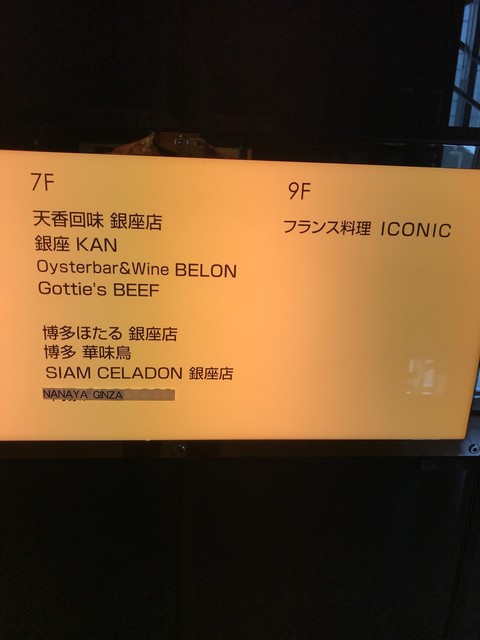 7F
天香回味 銀座店
銀座 KAN
Oysterbar&Wine BELON
Gottie's BEEF
博多ほたる 銀座店
博多 華味鳥
SIAM CELADON 銀座店
NANAYA GINZA
9F
フランス料理 ICONIC